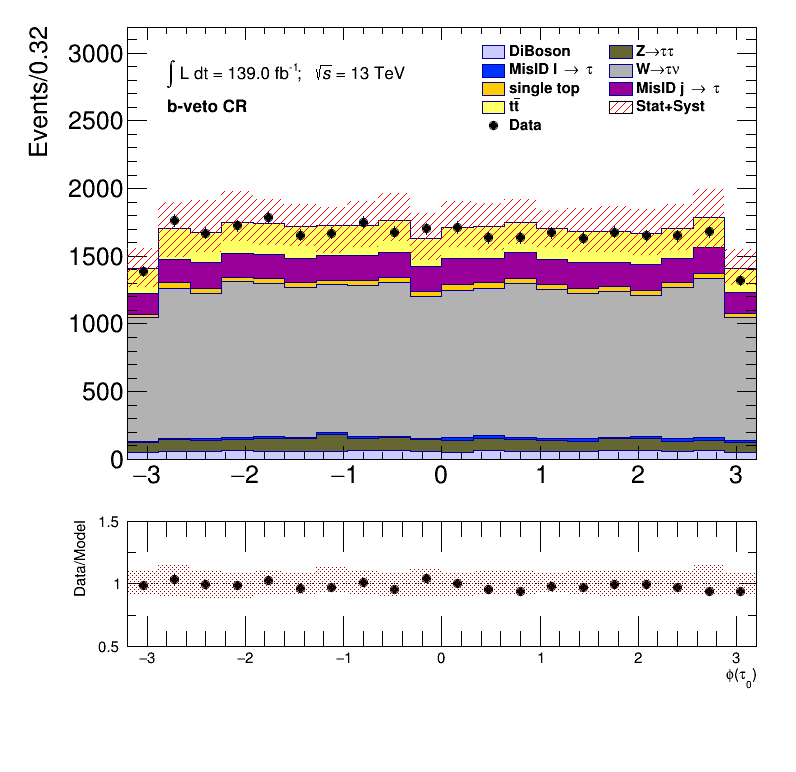 Events/0.32
3000
2500
2000
1500
1000
500
0
∫ L dt = 139.0 fb⁻¹; √s = 13 TeV
b-veto CR
DiBoson
Z→ττ
MisID l → τ
W→τν
single top
MisID j → τ
tt̄
Stat+Syst
Data
−3 −2 −1 0 1 2 3
Data/Model
1.5
1
0.5
−3 −2 −1 0 1 2 3
ϕ(τ₀)